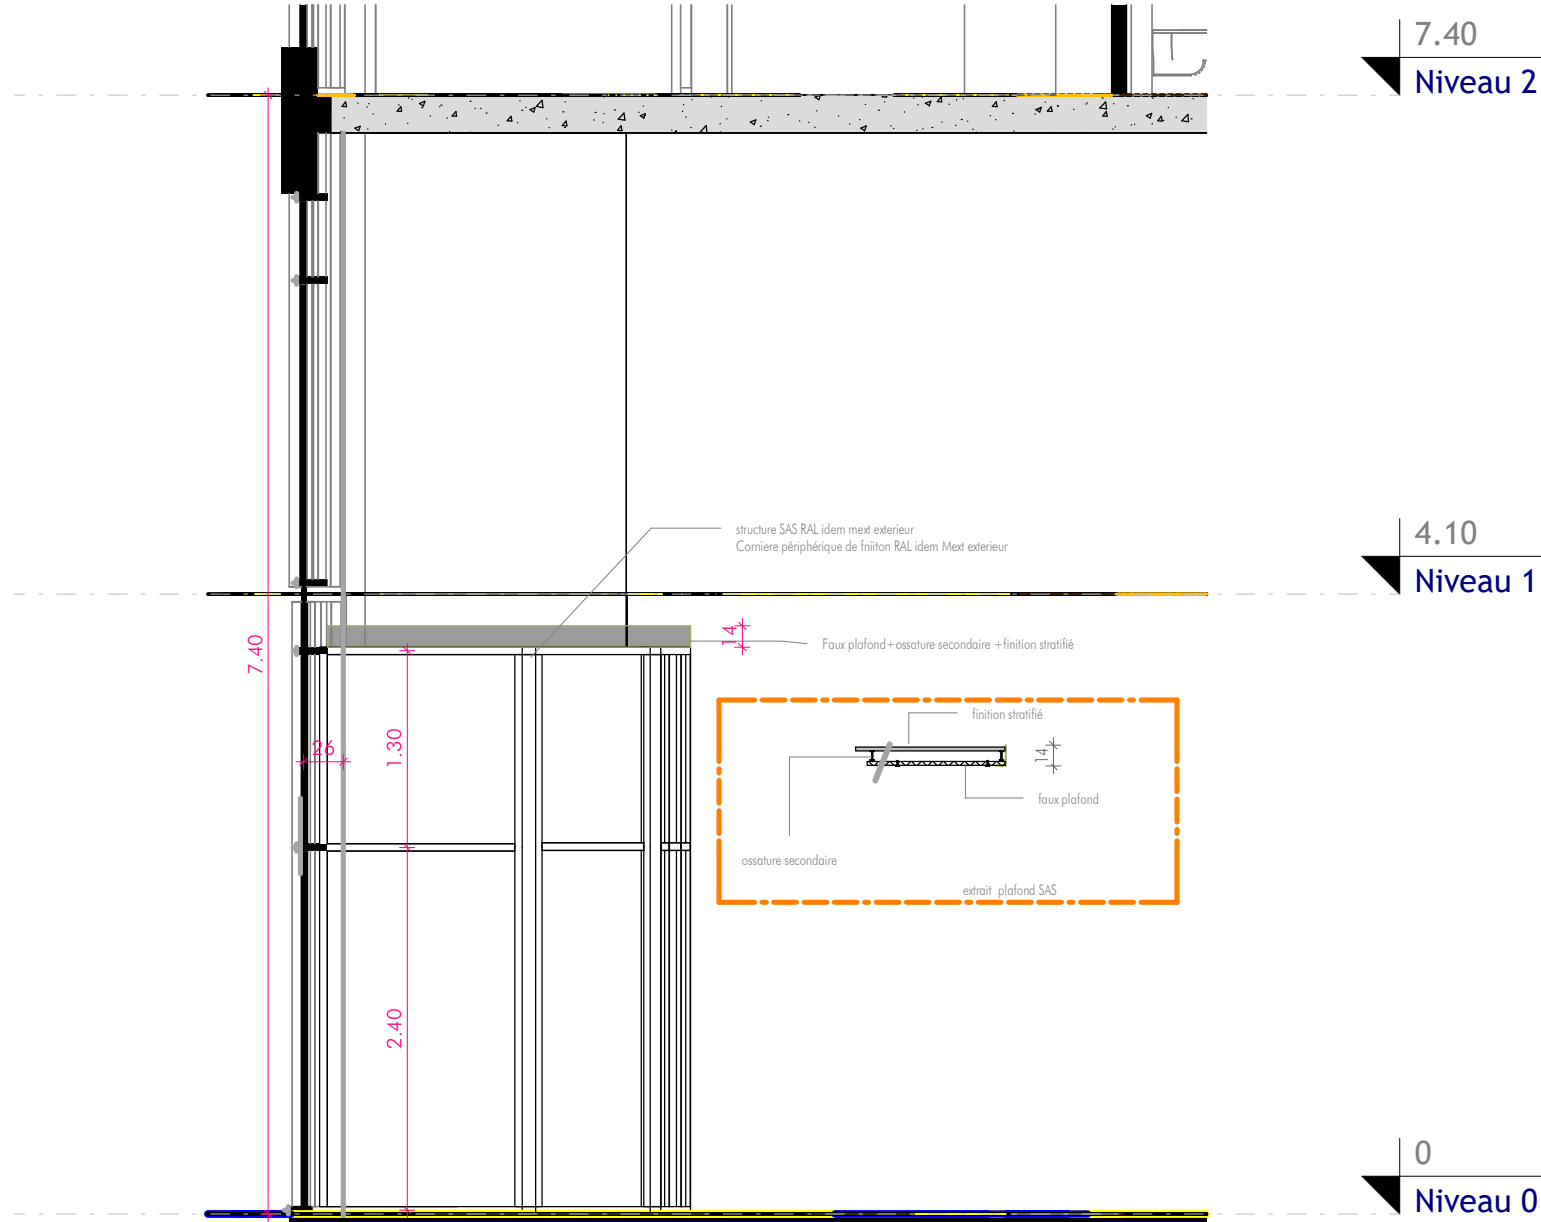 7.40
Niveau 2
structure SAS RAL idem mext exterieur
Corniere périphérique de fniiton RAL idem Mext exterieur
4.10
Niveau 1
14
Faux plafond+ossature secondaire +finition stratifié
7.40
finition stratifié
26
1.30
14
faux plafond
ossature secondaire
extrait plafond SAS
2.40
0
Niveau 0